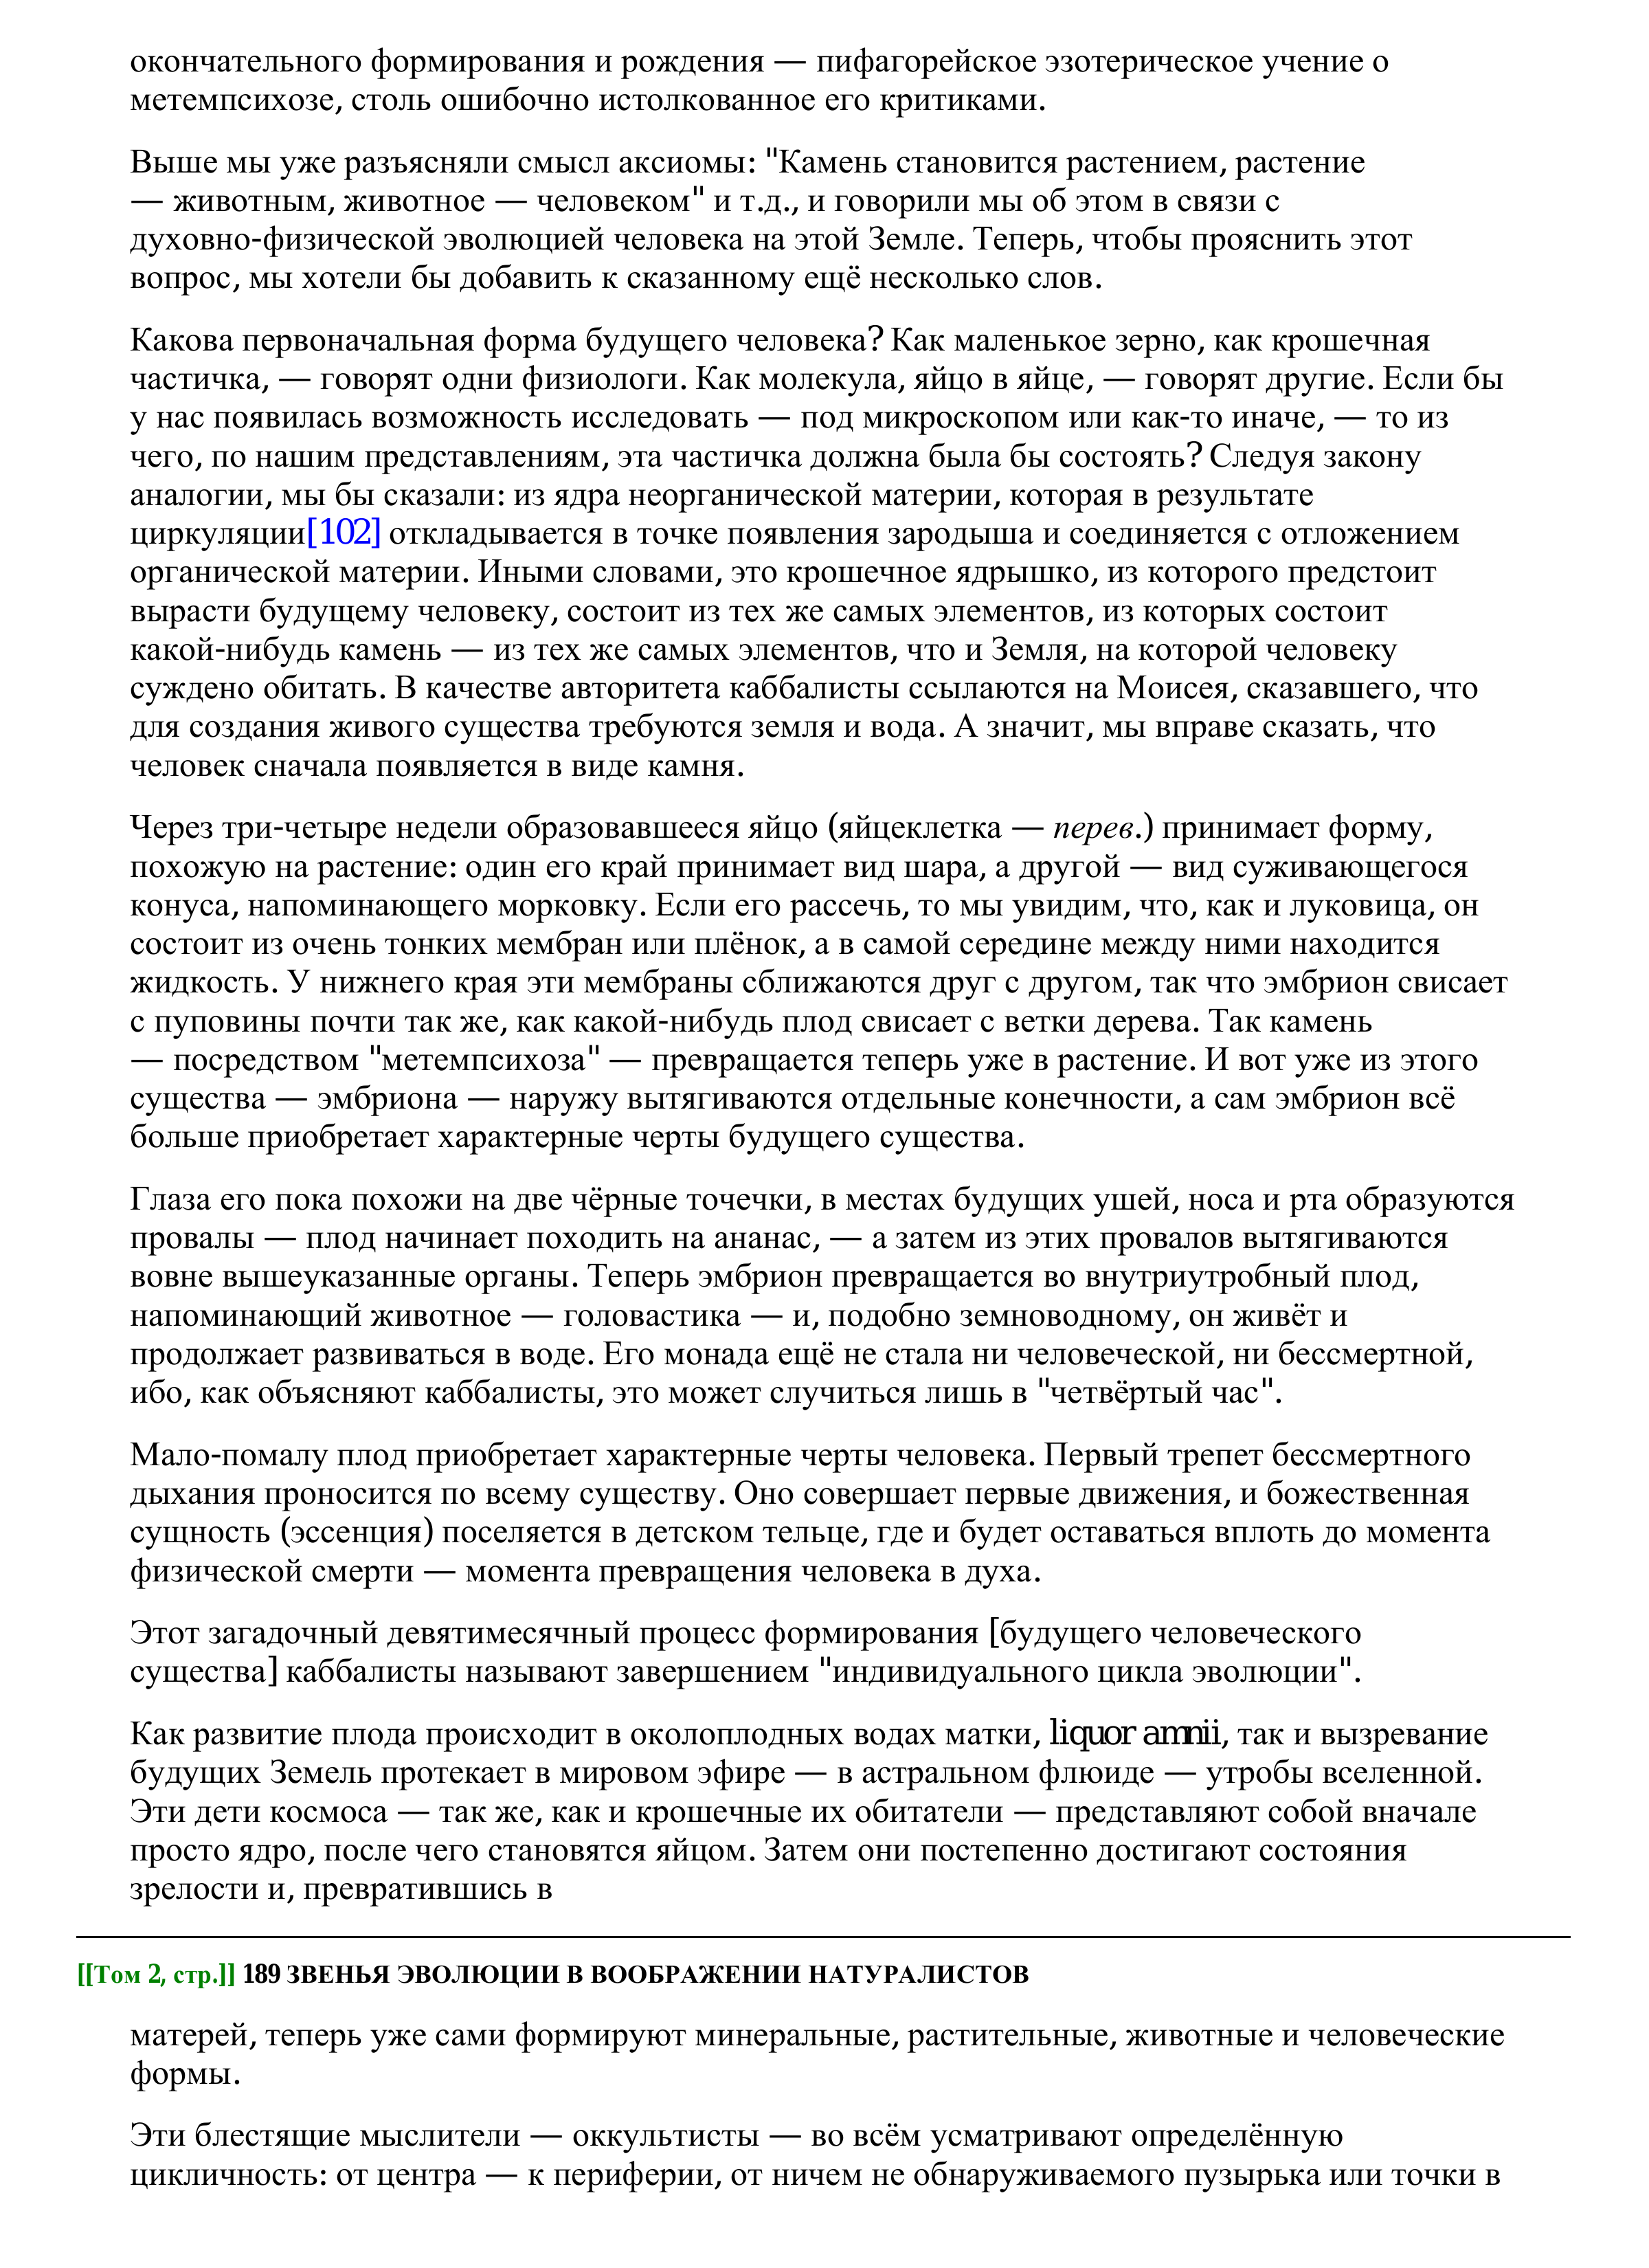 окончательного формирования и рождения — пифагорейское эзотерическое учение о
метемпсихозе, столь ошибочно истолкованное его критиками.
Выше мы уже разъясняли смысл аксиомы: "Камень становится растением, растение
— животным, животное — человеком" и т.д., и говорили мы об этом в связи с
духовно-физической эволюцией человека на этой Земле. Теперь, чтобы прояснить этот
вопрос, мы хотели бы добавить к сказанному ещё несколько слов.
Какова первоначальная форма будущего человека? Как маленькое зерно, как крошечная
частичка, — говорят одни физиологи. Как молекула, яйцо в яйце, — говорят другие. Если бы
у нас появилась возможность исследовать — под микроскопом или как-то иначе, — то из
чего, по нашим представлениям, эта частичка должна была бы состоять? Следуя закону
аналогии, мы бы сказали: из ядра неорганической материи, которая в результате
циркуляции[102] откладывается в точке появления зародыша и соединяется с отложением
органической материи. Иными словами, это крошечное ядрышко, из которого предстоит
вырасти будущему человеку, состоит из тех же самых элементов, из которых состоит
какой-нибудь камень — из тех же самых элементов, что и Земля, на которой человеку
суждено обитать. В качестве авторитета каббалисты ссылаются на Моисея, сказавшего, что
для создания живого существа требуются земля и вода. А значит, мы вправе сказать, что
человек сначала появляется в виде камня.
Через три-четыре недели образовавшееся яйцо (яйцеклетка — перев.) принимает форму,
похожую на растение: один его край принимает вид шара, а другой — вид суживающегося
конуса, напоминающего морковку. Если его рассечь, то мы увидим, что, как и луковица, он
состоит из очень тонких мембран или плёнок, а в самой середине между ними находится
жидкость. У нижнего края эти мембраны сближаются друг с другом, так что эмбрион свисает
с пуповины почти так же, как какой-нибудь плод свисает с ветки дерева. Так камень
— посредством "метемпсихоза" — превращается теперь уже в растение. И вот уже из этого
существа — эмбриона — наружу вытягиваются отдельные конечности, а сам эмбрион всё
больше приобретает характерные черты будущего существа.
Глаза его пока похожи на две чёрные точечки, в местах будущих ушей, носа и рта образуются
провалы — плод начинает походить на ананас, — а затем из этих провалов вытягиваются
вовне вышеуказанные органы. Теперь эмбрион превращается во внутриутробный плод,
напоминающий животное — головастика — и, подобно земноводному, он живёт и
продолжает развиваться в воде. Его монада ещё не стала ни человеческой, ни бессмертной,
ибо, как объясняют каббалисты, это может случиться лишь в "четвёртый час".
Мало-помалу плод приобретает характерные черты человека. Первый трепет бессмертного
дыхания проносится по всему существу. Оно совершает первые движения, и божественная
сущность (эссенция) поселяется в детском тельце, где и будет оставаться вплоть до момента
физической смерти — момента превращения человека в духа.
Этот загадочный девятимесячный процесс формирования [будущего человеческого
существа] каббалисты называют завершением "индивидуального цикла эволюции".
Как развитие плода происходит в околоплодных водах матки, liquor amnii, так и вызревание
будущих Земель протекает в мировом эфире — в астральном флюиде — утробы вселенной.
Эти дети космоса — так же, как и крошечные их обитатели — представляют собой вначале
просто ядро, после чего становятся яйцом. Затем они постепенно достигают состояния
зрелости и, превратившись в
[[Том 2, стр.]] 189 ЗВЕНЬЯ ЭВОЛЮЦИИ В ВООБРАЖЕНИИ НАТУРАЛИСТОВ
матерей, теперь уже сами формируют минеральные, растительные, животные и человеческие
формы.
Эти блестящие мыслители — оккультисты — во всём усматривают определённую
цикличность: от центра — к периферии, от ничем не обнаруживаемого пузырька или точки в